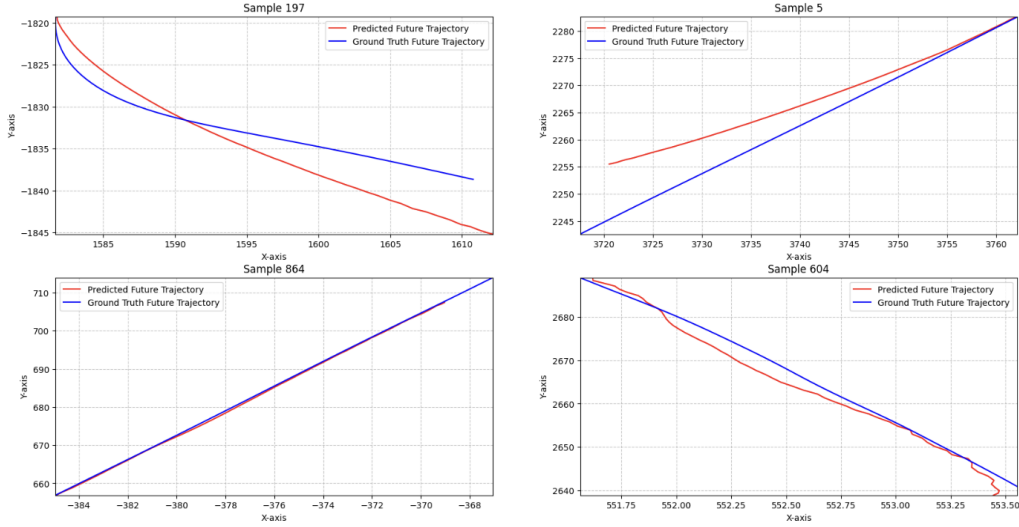 Sample 197
Predicted Future Trajectory
Ground Truth Future Trajectory
Y-axis
−1820
−1825
−1830
−1835
−1840
−1845
1585
1590
1595
1600
1605
1610
X-axis
Sample 5
Predicted Future Trajectory
Ground Truth Future Trajectory
Y-axis
2280
2275
2270
2265
2260
2255
2250
2245
3720
3725
3730
3735
3740
3745
3750
3755
3760
X-axis
Sample 864
Predicted Future Trajectory
Ground Truth Future Trajectory
Y-axis
710
700
690
680
670
660
−384
−382
−380
−378
−376
−374
−372
−370
−368
X-axis
Sample 604
Predicted Future Trajectory
Ground Truth Future Trajectory
Y-axis
2680
2670
2660
2650
2640
551.75
552.00
552.25
552.50
552.75
553.00
553.25
553.50
X-axis